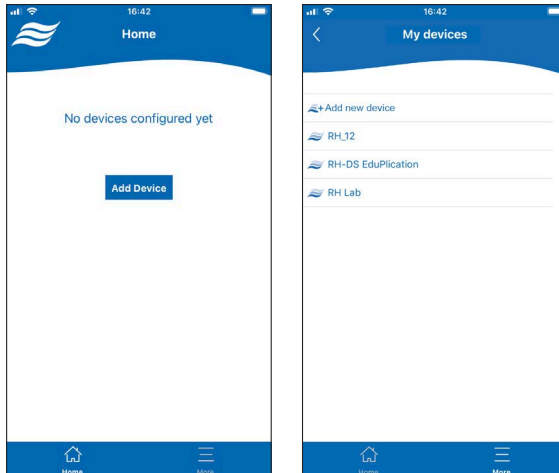 16:42
Home
No devices configured yet
Add Device
Home
More
16:42
My devices
Add new device
RH_12
RH-DS EduPlication
RH Lab
Home
More